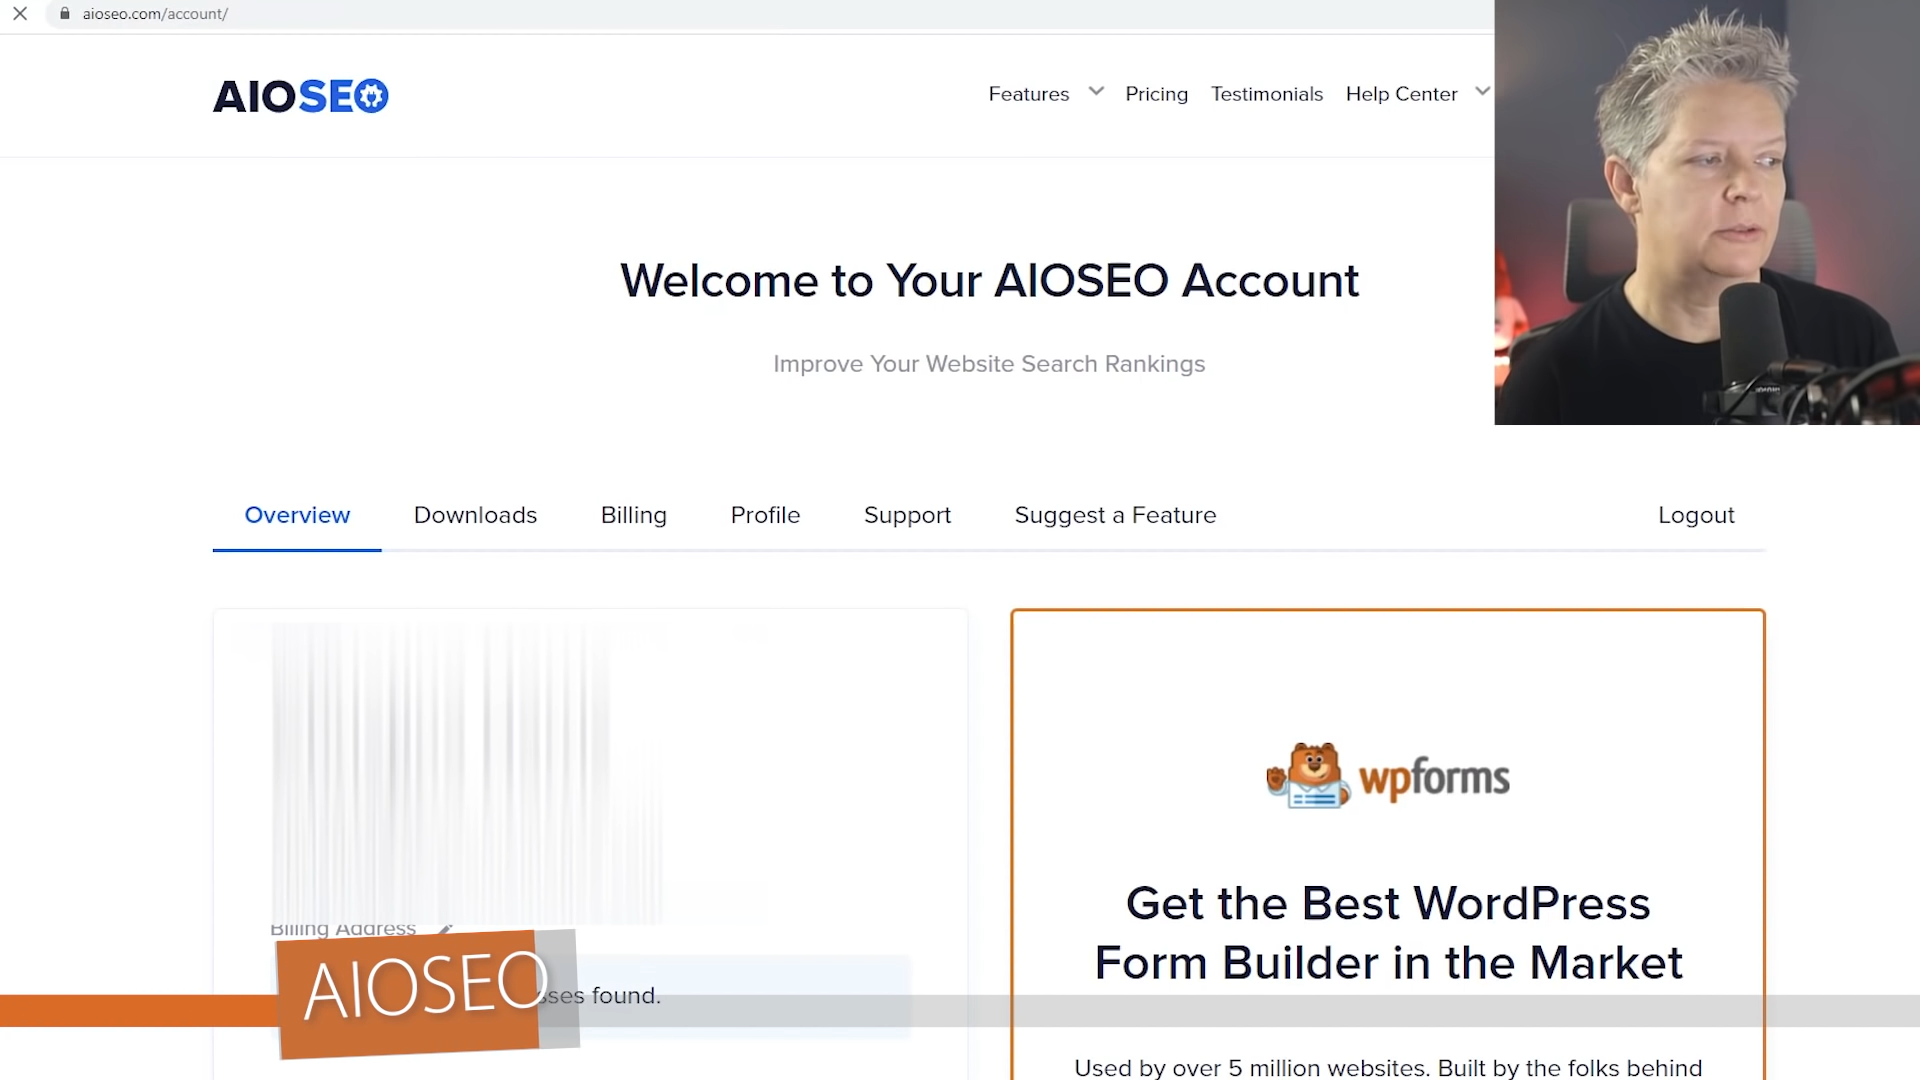 aioseo.com/account/
AIOSEO
Features Pricing Testimonials Help Center
Welcome to Your AIOSEO Account
Improve Your Website Search Rankings
Overview Downloads Billing Profile Support Suggest a Feature Logout
Billing Address
found.
AIOSEO
wpforms
Get the Best WordPress
Form Builder in the Market
Used by over 5 million websites. Built by the folks behind